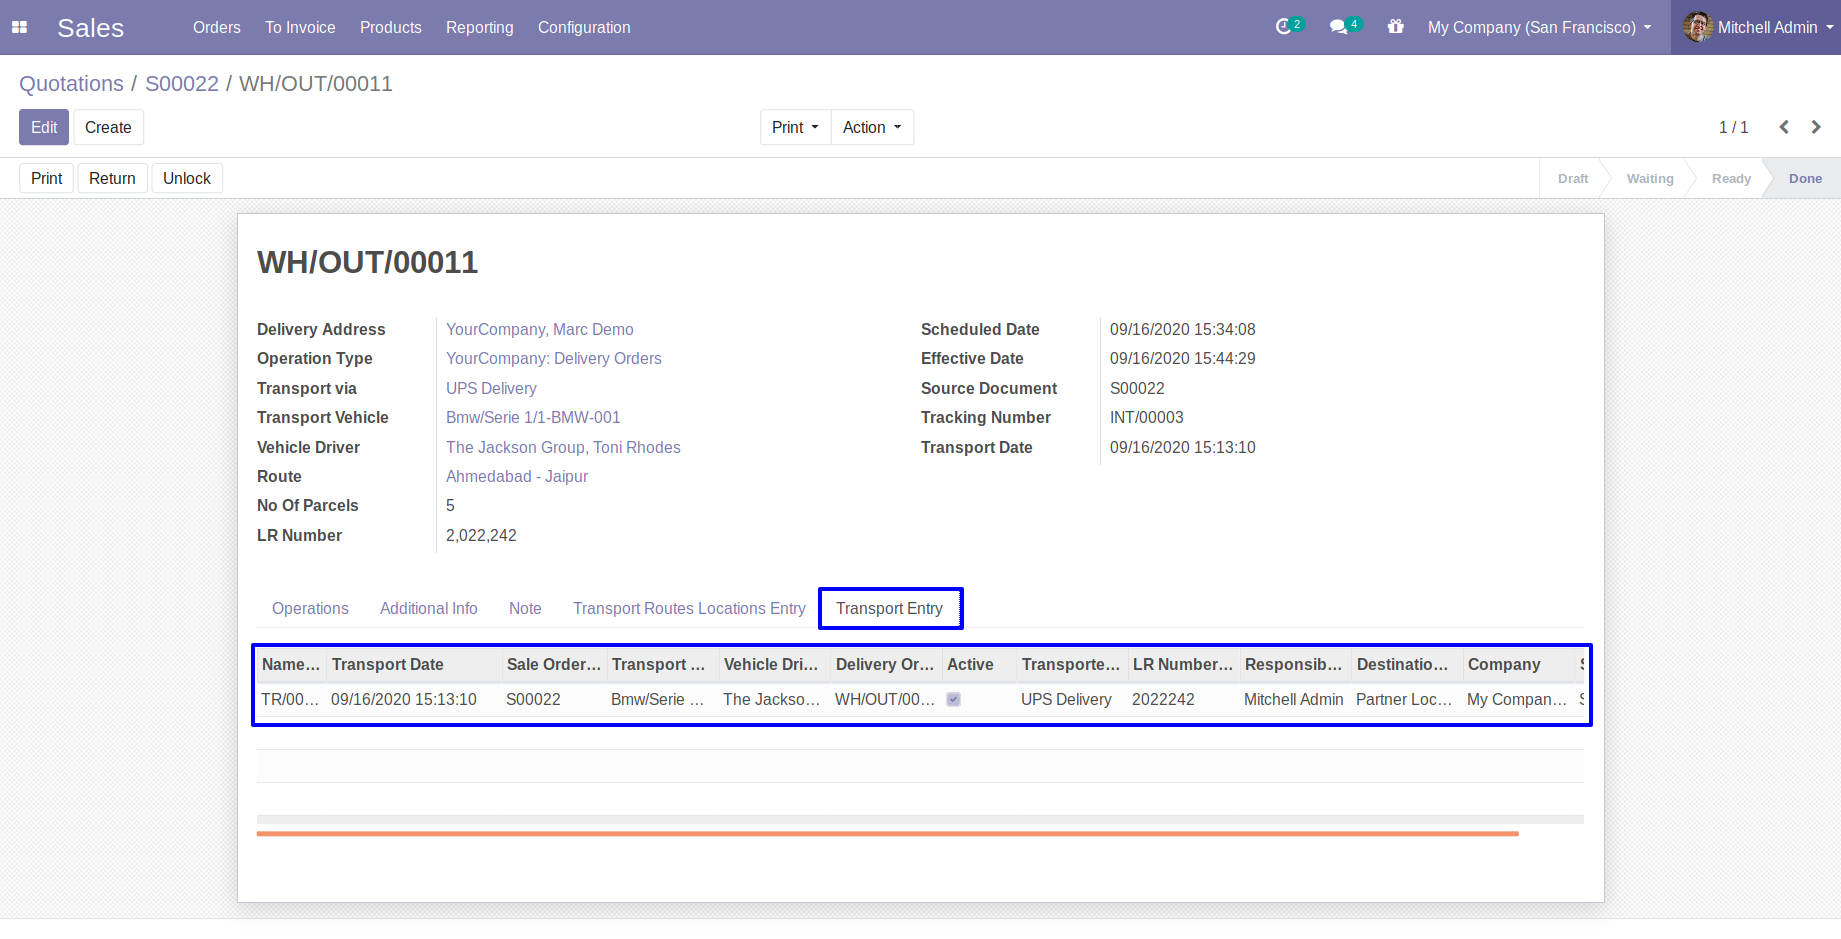 Sales Orders To Invoice Products Reporting Configuration 2 4 My Company (San Francisco) Mitchell Admin
Quotations / S00022 / WH/OUT/00011
Edit Create Print Action 1 / 1
Print Return Unlock Draft Waiting Ready Done
WH/OUT/00011
Delivery Address YourCompany, Marc Demo Scheduled Date 09/16/2020 15:34:08
Operation Type YourCompany: Delivery Orders Effective Date 09/16/2020 15:44:29
Transport via UPS Delivery Source Document S00022
Transport Vehicle Bmw/Serie 1/1-BMW-001 Tracking Number INT/00003
Vehicle Driver The Jackson Group, Toni Rhodes Transport Date 09/16/2020 15:13:10
Route Ahmedabad - Jaipur
No Of Parcels 5
LR Number 2,022,242
Operations Additional Info Note Transport Routes Locations Entry Transport Entry
Name... Transport Date Sale Order... Transport ... Vehicle Dri... Delivery Or... Active Transporte... LR Number... Responsib... Destinatio... Company
TR/00... 09/16/2020 15:13:10 S00022 Bmw/Serie ... The Jackso... WH/OUT/00... UPS Delivery 2022242 Mitchell Admin Partner Loc... My Compan...